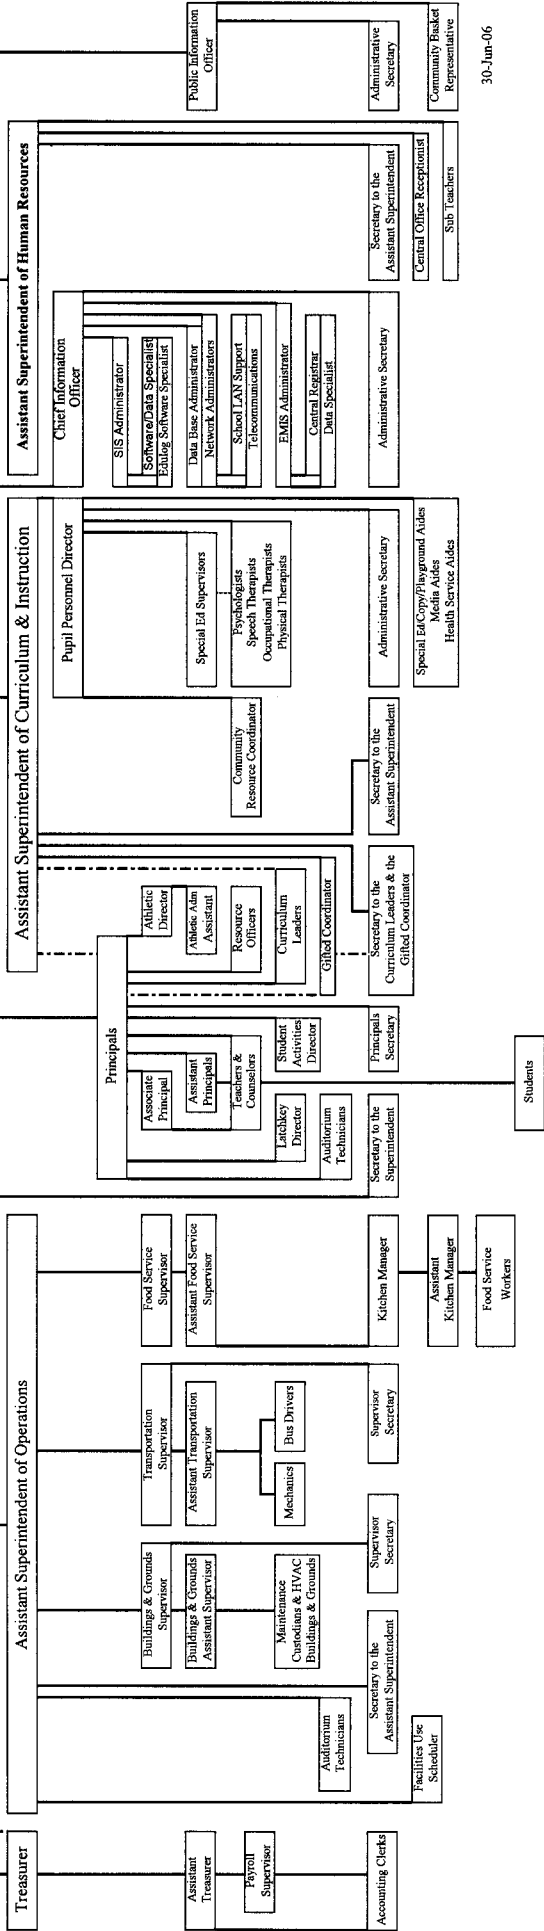 Treasurer
Assistant
Treasurer
Payroll
Supervisor
Accounting Clerks
Assistant Superintendent of Operations
Buildings & Grounds
Supervisor
Buildings & Grounds
Assistant Supervisor
Maintenance
Custodians & HVAC
Buildings & Grounds
Auditorium
Technicians
Secretary to the
Assistant Superintendent
Facilities Use
Scheduler
Supervisor
Secretary
Transportation
Supervisor
Assistant Transportation
Supervisor
Mechanics
Bus Drivers
Supervisor
Secretary
Food Service
Supervisor
Assistant Food Service
Supervisor
Kitchen Manager
Assistant
Kitchen Manager
Food Service
Workers
Secretary to the
Superintendent
Principals
Associate
Principal
Assistant
Principals
Teachers &
Counselors
Latchkey
Director
Auditorium
Technicians
Student
Activities
Director
Principals
Secretary
Students
Athletic
Director
Athletic Adm
Assistant
Resource
Officers
Curriculum
Leaders
Gifted Coordinator
Secretary to the
Curriculum Leaders & the
Gifted Coordinator
Assistant Superintendent of Curriculum & Instruction
Secretary to the
Assistant Superintendent
Pupil Personnel Director
Community
Resource Coordinator
Special Ed Supervisors
Psychologists
Speech Therapists
Occupational Therapists
Physical Therapists
Administrative Secretary
Special Ed/Copy/Playground Aides
Media Aides
Health Service Aides
Assistant Superintendent of Human Resources
Chief Information
Officer
SIS Administrator
Software/Data Specialist
Edulog Software Specialist
Data Base Administrator
Network Administrators
School LAN Support
Telecommunications
EMIS Administrator
Central Registrar
Data Specialist
Administrative Secretary
Secretary to the
Assistant Superintendent
Central Office Receptionist
Sub Teachers
Public Information
Officer
Administrative
Secretary
Community Basket
Representative
30-Jun-06